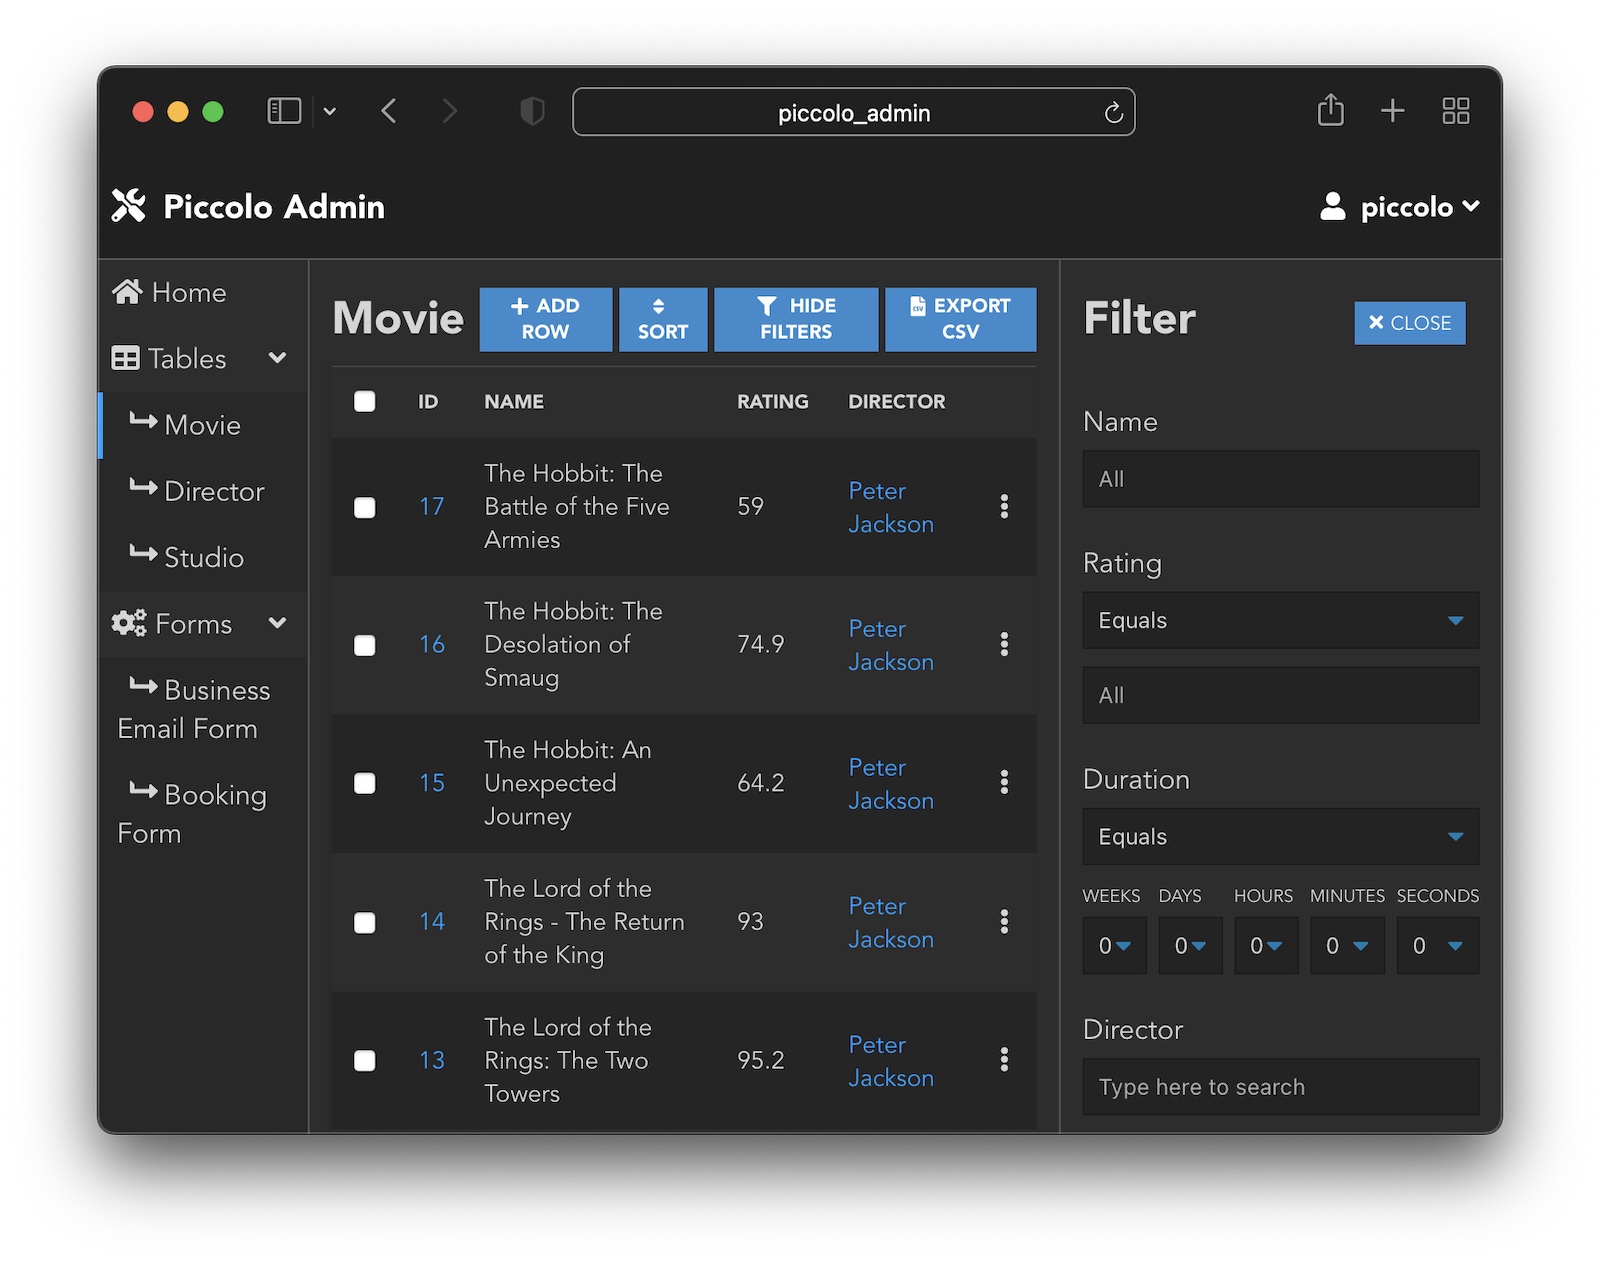 piccolo_admin
Piccolo Admin
piccolo
Home
Tables
Movie
Director
Studio
Forms
Business
Email Form
Booking
Form
Movie
ADD
ROW
SORT
HIDE
FILTERS
CSV
EXPORT
CSV
ID NAME RATING DIRECTOR
17
The Hobbit: The
Battle of the Five
Armies
59
Peter
Jackson
16
The Hobbit: The
Desolation of
Smaug
74.9
Peter
Jackson
15
The Hobbit: An
Unexpected
Journey
64.2
Peter
Jackson
14
The Lord of the
Rings - The Return
of the King
93
Peter
Jackson
13
The Lord of the
Rings: The Two
Towers
95.2
Peter
Jackson
Filter
CLOSE
Name
All
Rating
Equals
All
Duration
Equals
WEEKS DAYS HOURS MINUTES SECONDS
0 0 0 0 0
Director
Type here to search